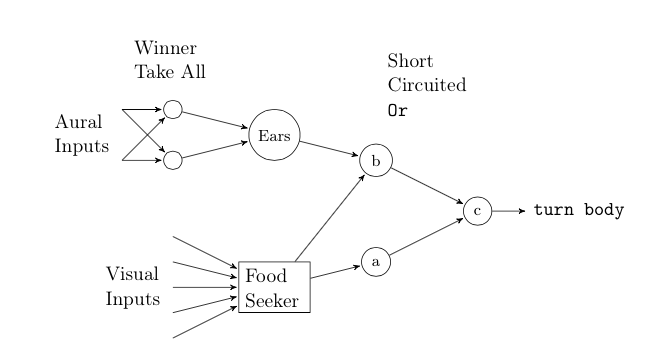 Winner
Take All
Short
Circuited
Or
Aural
Inputs
Ears
b
c
turn body
a
Visual
Inputs
Food
Seeker